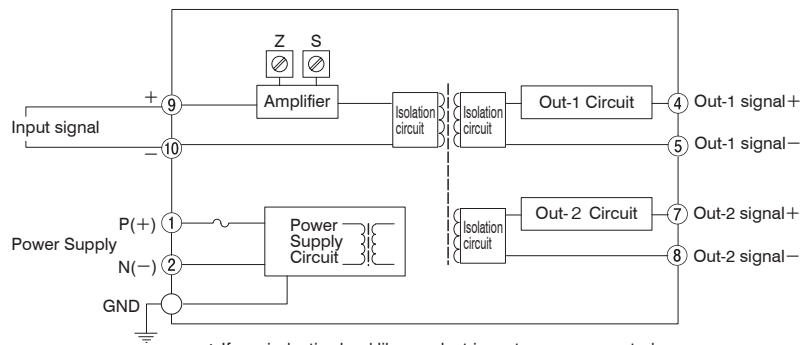 Z S
+ 9 Amplifier Isolation circuit Isolation circuit Out-1 Circuit 4 Out-1 signal+
Input signal
− 10 5 Out-1 signal−
P(+) 1 Power Supply Circuit Isolation circuit Out-2 Circuit 7 Out-2 signal+
Power Supply
N(−) 2 8 Out-2 signal−
GND